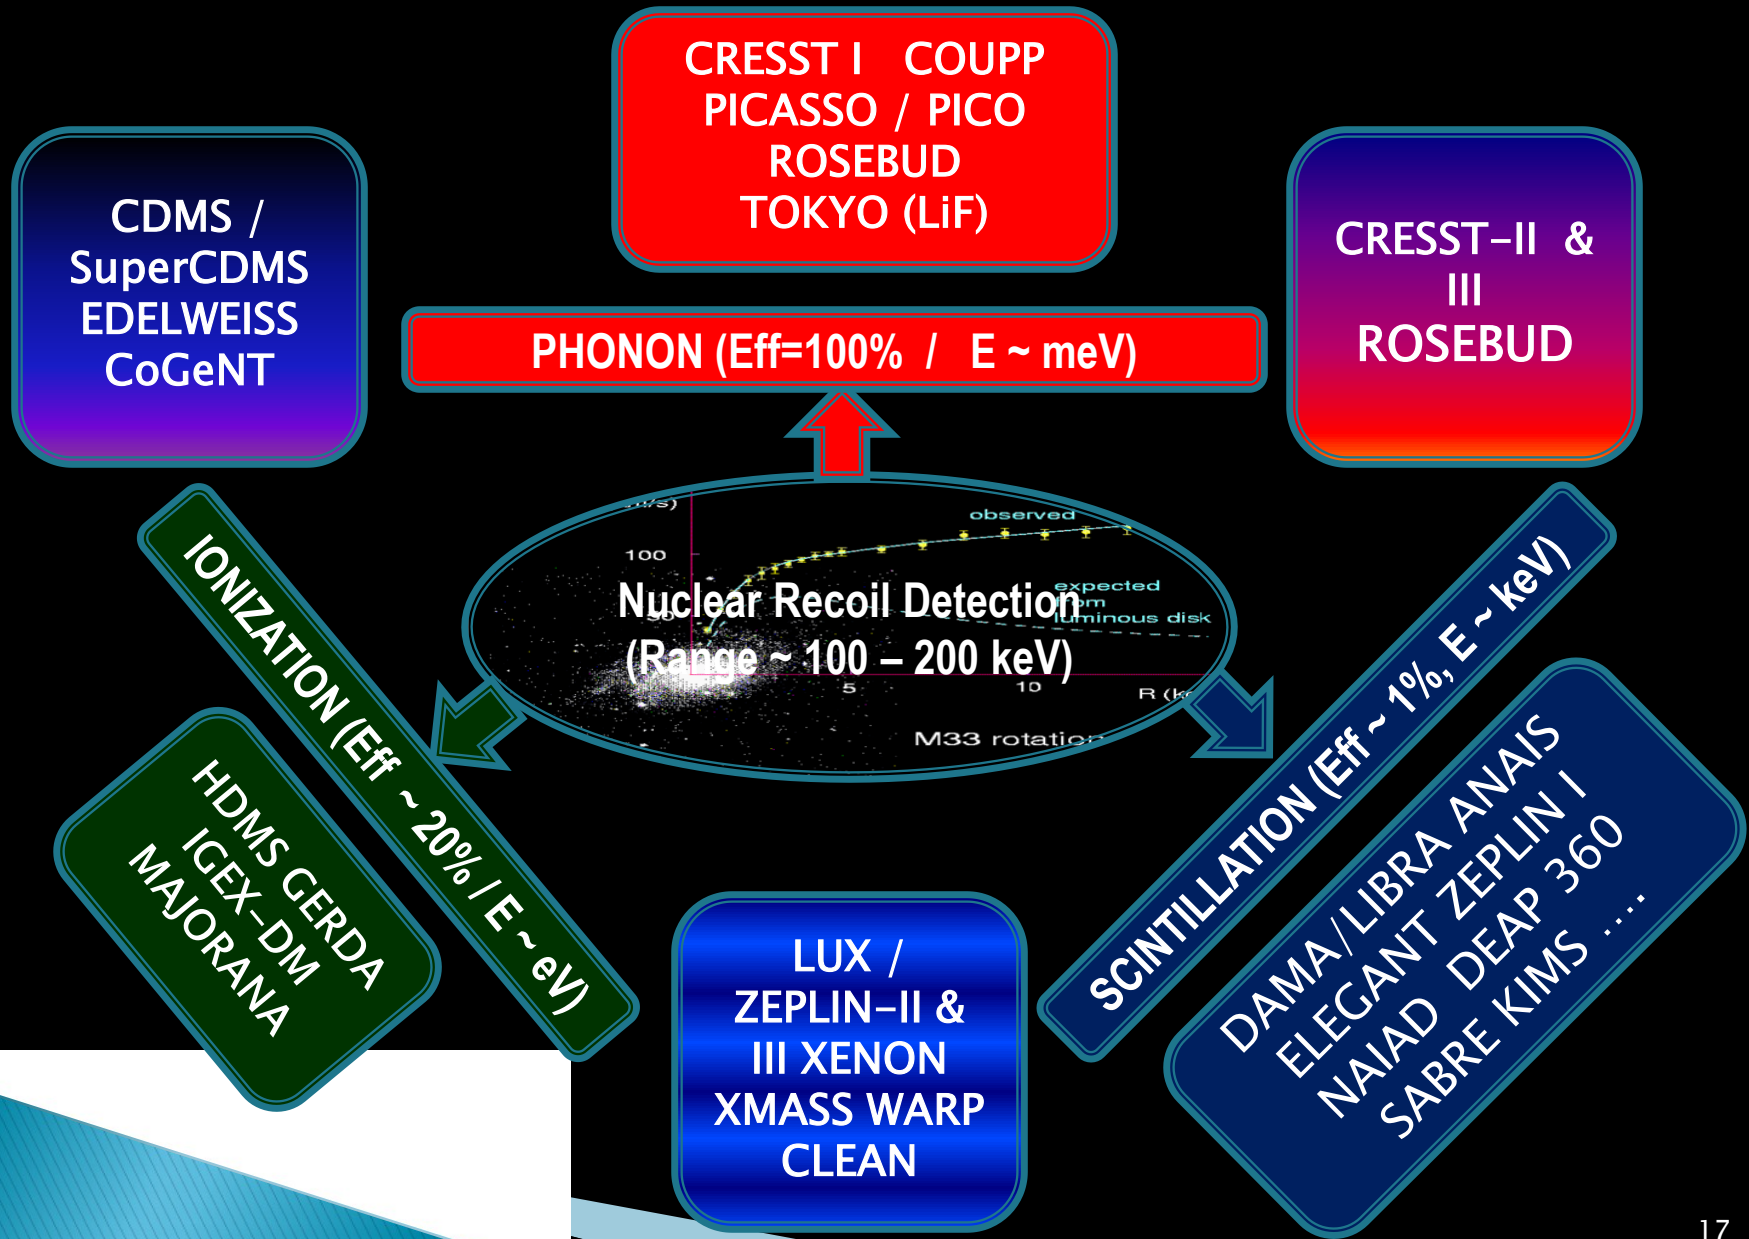 CRESST I   COUPP
PICASSO / PICO
ROSEBUD
TOKYO (LiF)
CDMS /
SuperCDMS
EDELWEISS
CoGeNT
CRESST-II  &
III
ROSEBUD
PHONON (Eff=100%  /   E ~ meV)
observed
100
expected
from
luminous disk
Nuclear Recoil Detection
(Range ~ 100 – 200 keV)
5
10
M33
IONIZATION (Eff  ~ 20% / E ~ eV)
SCINTILLATION (Eff ~ 1%, E ~ keV)
HDMS GERDA
IGEX-DM
MAJORANA
LUX /
ZEPLIN-II &
III XENON
XMASS WARP
CLEAN
DAMA/LIBRA ANAIS
ELEGANT ZEPLIN I
NAIAD  DEAP 360
SABRE KIMS ....
17